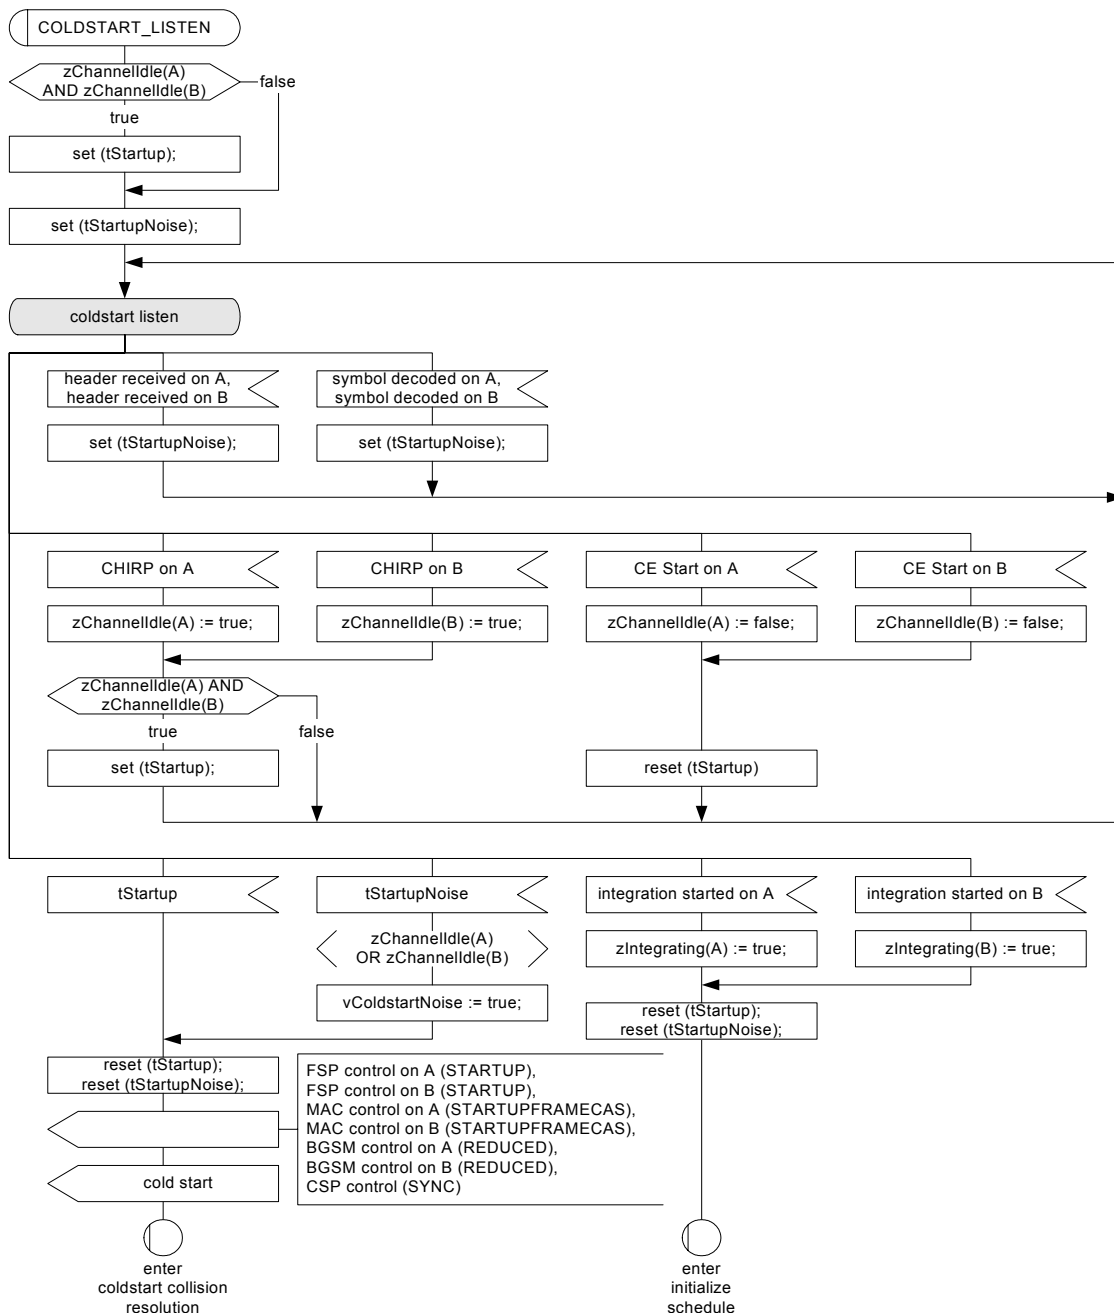 COLDSTART_LISTEN
zChannelIdle(A)
AND zChannelIdle(B)
false
true
set (tStartup);
set (tStartupNoise);
coldstart listen
header received on A,
header received on B
symbol decoded on A,
symbol decoded on B
set (tStartupNoise);
set (tStartupNoise);
CHIRP on A
CHIRP on B
CE Start on A
CE Start on B
zChannelIdle(A) := true;
zChannelIdle(B) := true;
zChannelIdle(A) := false;
zChannelIdle(B) := false;
zChannelIdle(A) AND
zChannelIdle(B)
true
false
set (tStartup);
reset (tStartup)
tStartup
tStartupNoise
integration started on A
integration started on B
zChannelIdle(A)
OR zChannelIdle(B)
zIntegrating(A) := true;
zIntegrating(B) := true;
vColdstartNoise := true;
reset (tStartup);
reset (tStartupNoise);
reset (tStartup);
reset (tStartupNoise);
FSP control on A (STARTUP),
FSP control on B (STARTUP),
MAC control on A (STARTUPFRAMECAS),
MAC control on B (STARTUPFRAMECAS),
BGSM control on A (REDUCED),
BGSM control on B (REDUCED),
CSP control (SYNC)
cold start
enter
coldstart collision
resolution
enter
initialize
schedule